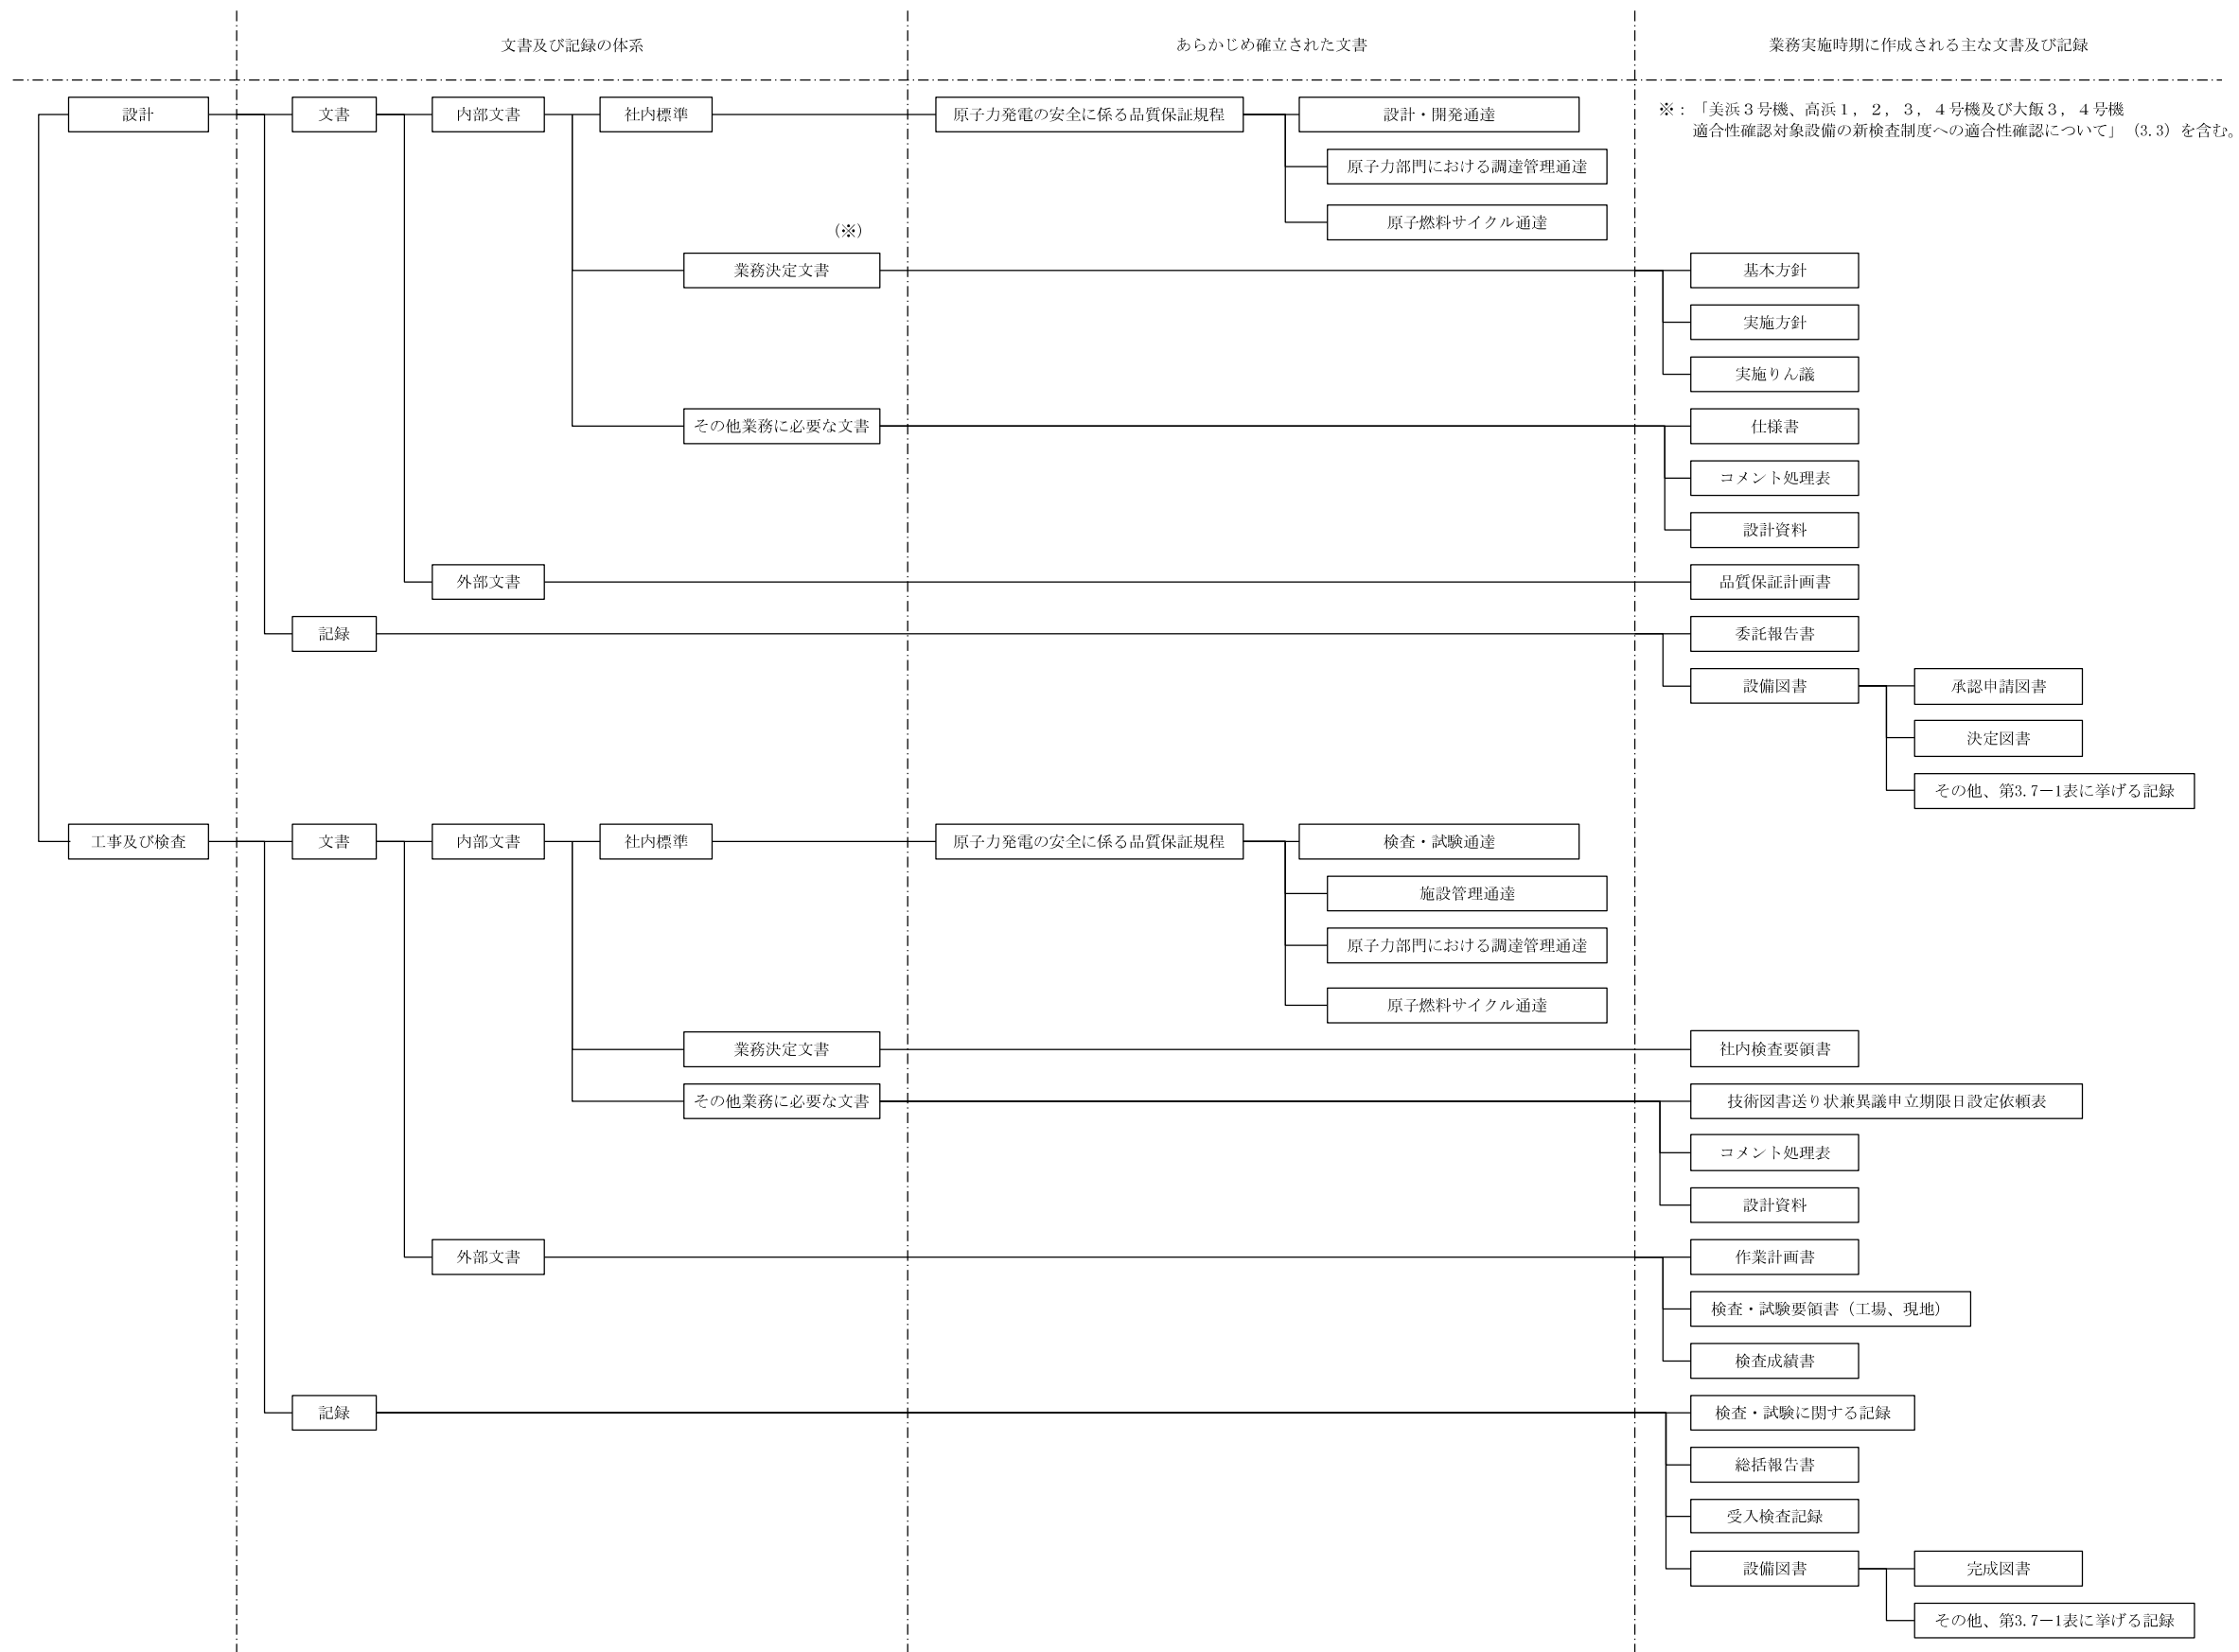 文書及び記録の体系
あらかじめ確立された文書
業務実施時期に作成される主な文書及び記録
設計
文書
内部文書
社内標準
原子力発電の安全に係る品質保証規程
設計・開発通達
※：「美浜３号機、高浜１，２，３，４号機及び大飯３，４号機
適合性確認対象設備の新検査制度への適合性確認について」（3.3）を含む。
原子力部門における調達管理通達
原子燃料サイクル通達
（※）
業務決定文書
基本方針
実施方針
実施りん議
その他業務に必要な文書
仕様書
コメント処理表
設計資料
外部文書
品質保証計画書
記録
委託報告書
設備図書
承認申請図書
決定図書
その他、第3.7－1表に挙げる記録
工事及び検査
文書
内部文書
社内標準
原子力発電の安全に係る品質保証規程
検査・試験通達
施設管理通達
原子力部門における調達管理通達
原子燃料サイクル通達
業務決定文書
社内検査要領書
その他業務に必要な文書
技術図書送り状兼異議申立期限日設定依頼表
コメント処理表
設計資料
外部文書
作業計画書
検査・試験要領書（工場、現地）
検査成績書
記録
検査・試験に関する記録
総括報告書
受入検査記録
設備図書
完成図書
その他、第3.7－1表に挙げる記録